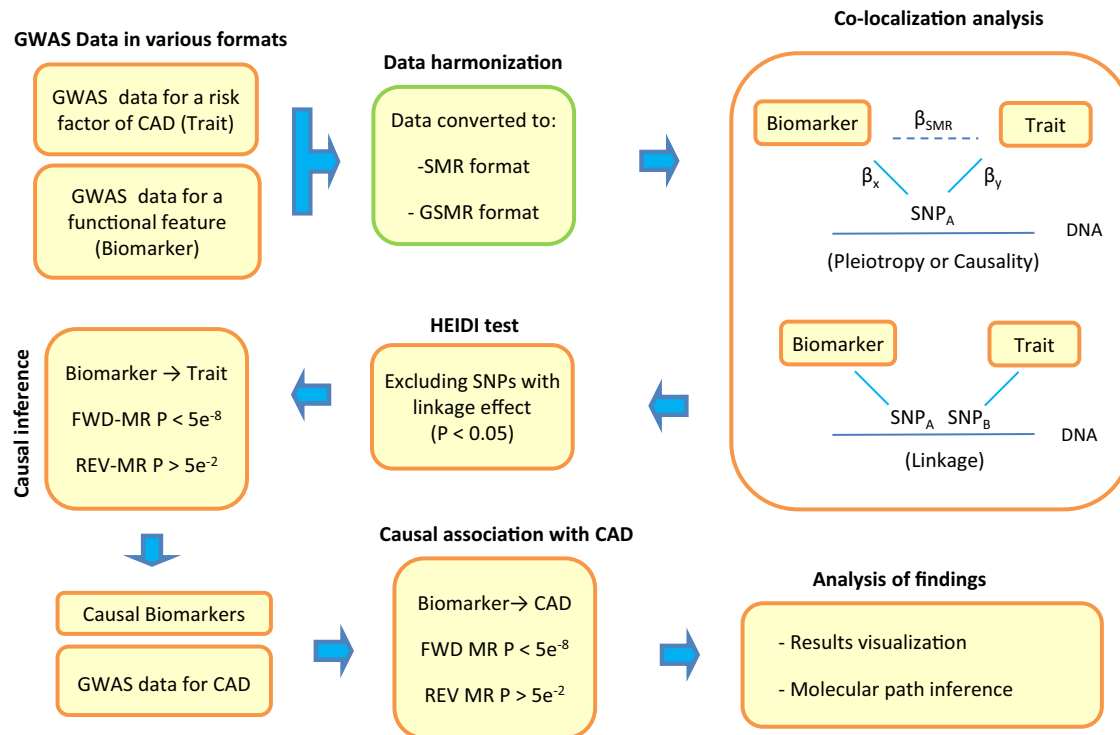 GWAS Data in various formats
GWAS data for a risk
factor of CAD (Trait)
GWAS data for a
functional feature
(Biomarker)
Data harmonization
Data converted to:
-SMR format
- GSMR format
Co-localization analysis
Biomarker
βSMR
Trait
βx
βy
SNPA
DNA
(Pleiotropy or Causality)
Biomarker
Trait
SNPA SNPB
DNA
(Linkage)
HEIDI test
Excluding SNPs with
linkage effect
(P < 0.05)
Causal inference
Biomarker → Trait
FWD-MR P < 5e-8
REV-MR P > 5e-2
Causal Biomarkers
GWAS data for CAD
Causal association with CAD
Biomarker→ CAD
FWD MR P < 5e-8
REV MR P > 5e-2
Analysis of findings
- Results visualization
- Molecular path inference